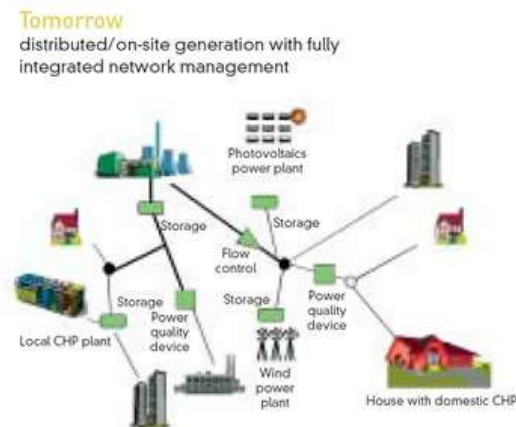 Tomorrow
distributed/on-site generation with fully
integrated network management
Photovoltaics
power plant
Storage
Storage
Flow
control
Storage
Storage
Power
quality
device
Power
quality
device
Local CHP plant
Wind
power
plant
House with domestic CHP